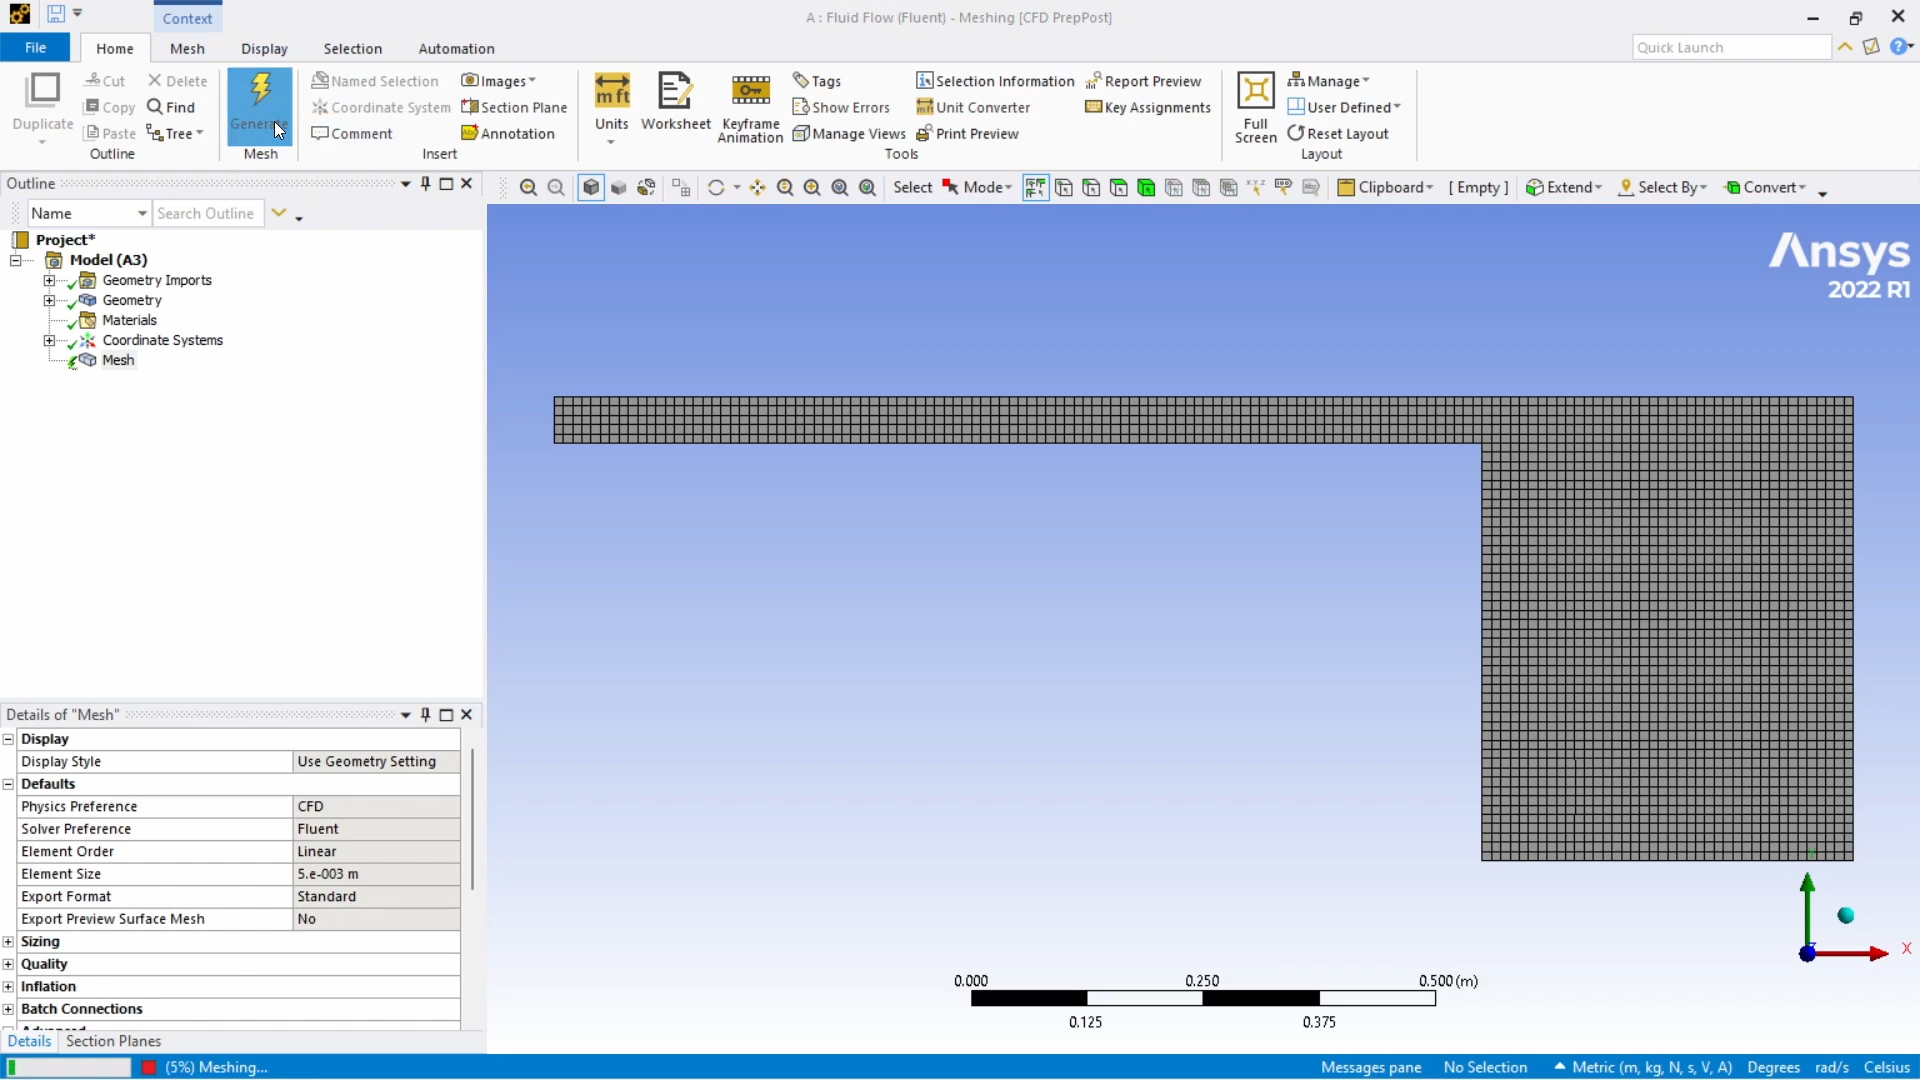 Context
A : Fluid Flow (Fluent) - Meshing [CFD PrepPost]
File Home Mesh Display Selection Automation
Quick Launch
Duplicate
Cut
Copy
Paste
Delete
Find
Tree
Outline
Generate
Mesh
Named Selection
Coordinate System
Comment
Images
Section Plane
Annotation
Insert
Units
Worksheet
Keyframe
Animation
Tags
Show Errors
Manage Views
Selection Information
Unit Converter
Print Preview
Report Preview
Key Assignments
Tools
Full
Screen
Manage
User Defined
Reset Layout
Layout
Outline
Select Mode Clipboard [ Empty ] Extend Select By Convert
Name Search Outline
Project*
Model (A3)
Geometry Imports
Geometry
Materials
Coordinate Systems
Mesh
Ansys
2022 R1
Details of "Mesh"
Display
Display Style Use Geometry Setting
Defaults
Physics Preference CFD
Solver Preference Fluent
Element Order Linear
Element Size 5.e-003 m
Export Format Standard
Export Preview Surface Mesh No
Sizing
Quality
Inflation
Batch Connections
Details Section Planes
0.000 0.250 0.500 (m)
0.125 0.375
X
(5%) Meshing...
Messages pane No Selection Metric (m, kg, N, s, V, A) Degrees rad/s Celsius